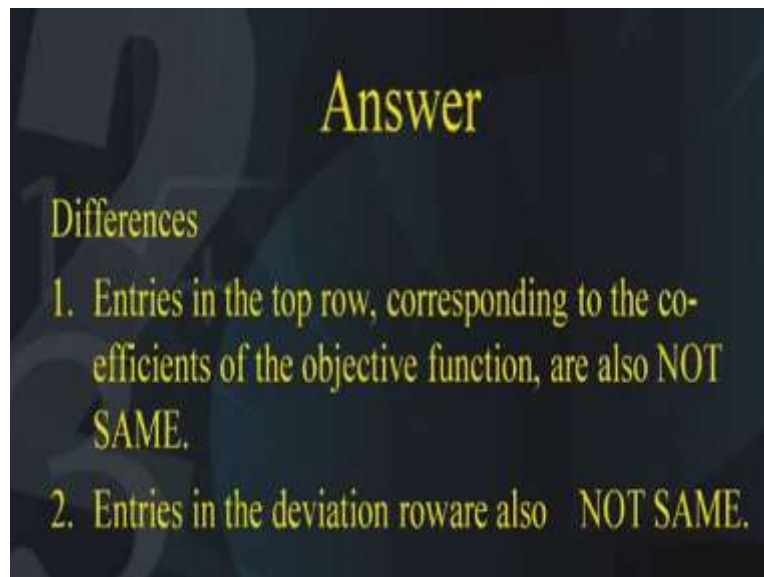 Answer
Differences
1. Entries in the top row, corresponding to the co-
efficients of the objective function, are also NOT
SAME.
2. Entries in the deviation roware also NOT SAME.